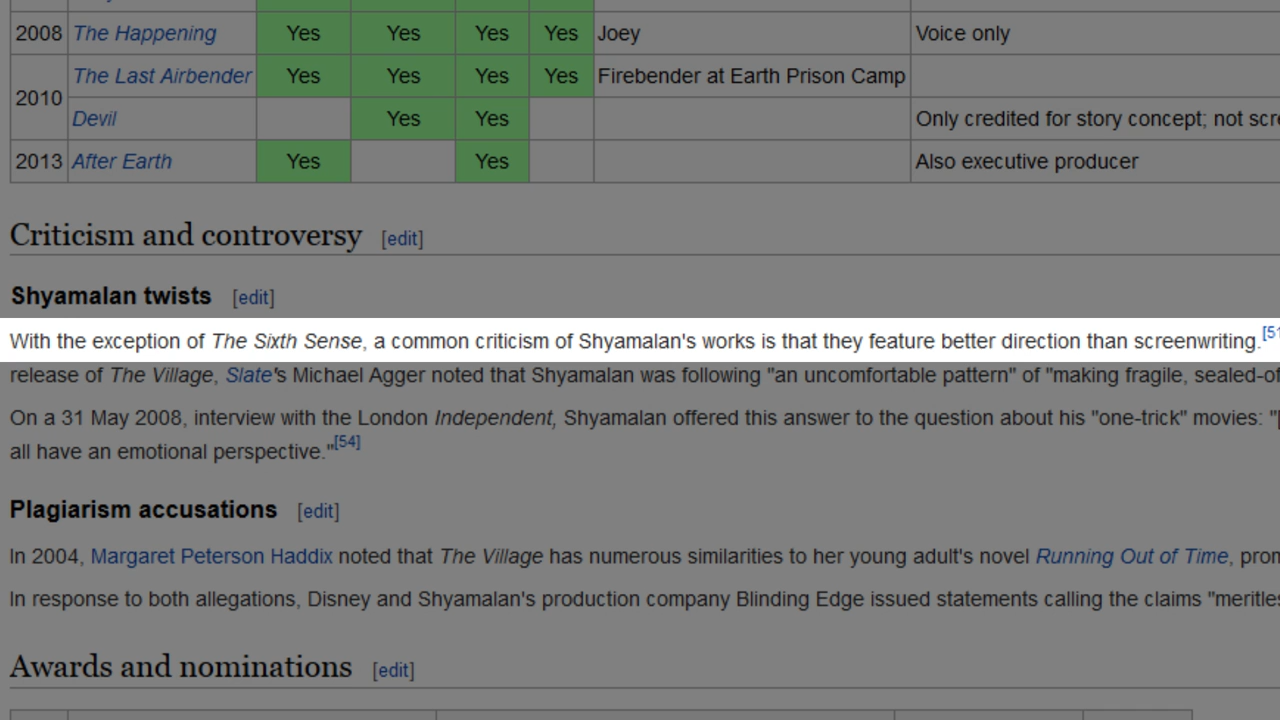 2008 The Happening Yes Yes Yes Yes Joey Voice only
2010 The Last Airbender Yes Yes Yes Yes Firebender at Earth Prison Camp
Devil Yes Yes Only credited for story concept; not scre
2013 After Earth Yes Yes Also executive producer
Criticism and controversy [edit]
Shyamalan twists [edit]
With the exception of The Sixth Sense, a common criticism of Shyamalan's works is that they feature better direction than screenwriting.[51
release of The Village, Slate's Michael Agger noted that Shyamalan was following "an uncomfortable pattern" of "making fragile, sealed-of
On a 31 May 2008, interview with the London Independent, Shyamalan offered this answer to the question about his "one-trick" movies: "[
all have an emotional perspective."[54]
Plagiarism accusations [edit]
In 2004, Margaret Peterson Haddix noted that The Village has numerous similarities to her young adult's novel Running Out of Time, pron
In response to both allegations, Disney and Shyamalan's production company Blinding Edge issued statements calling the claims "meritles
Awards and nominations [edit]